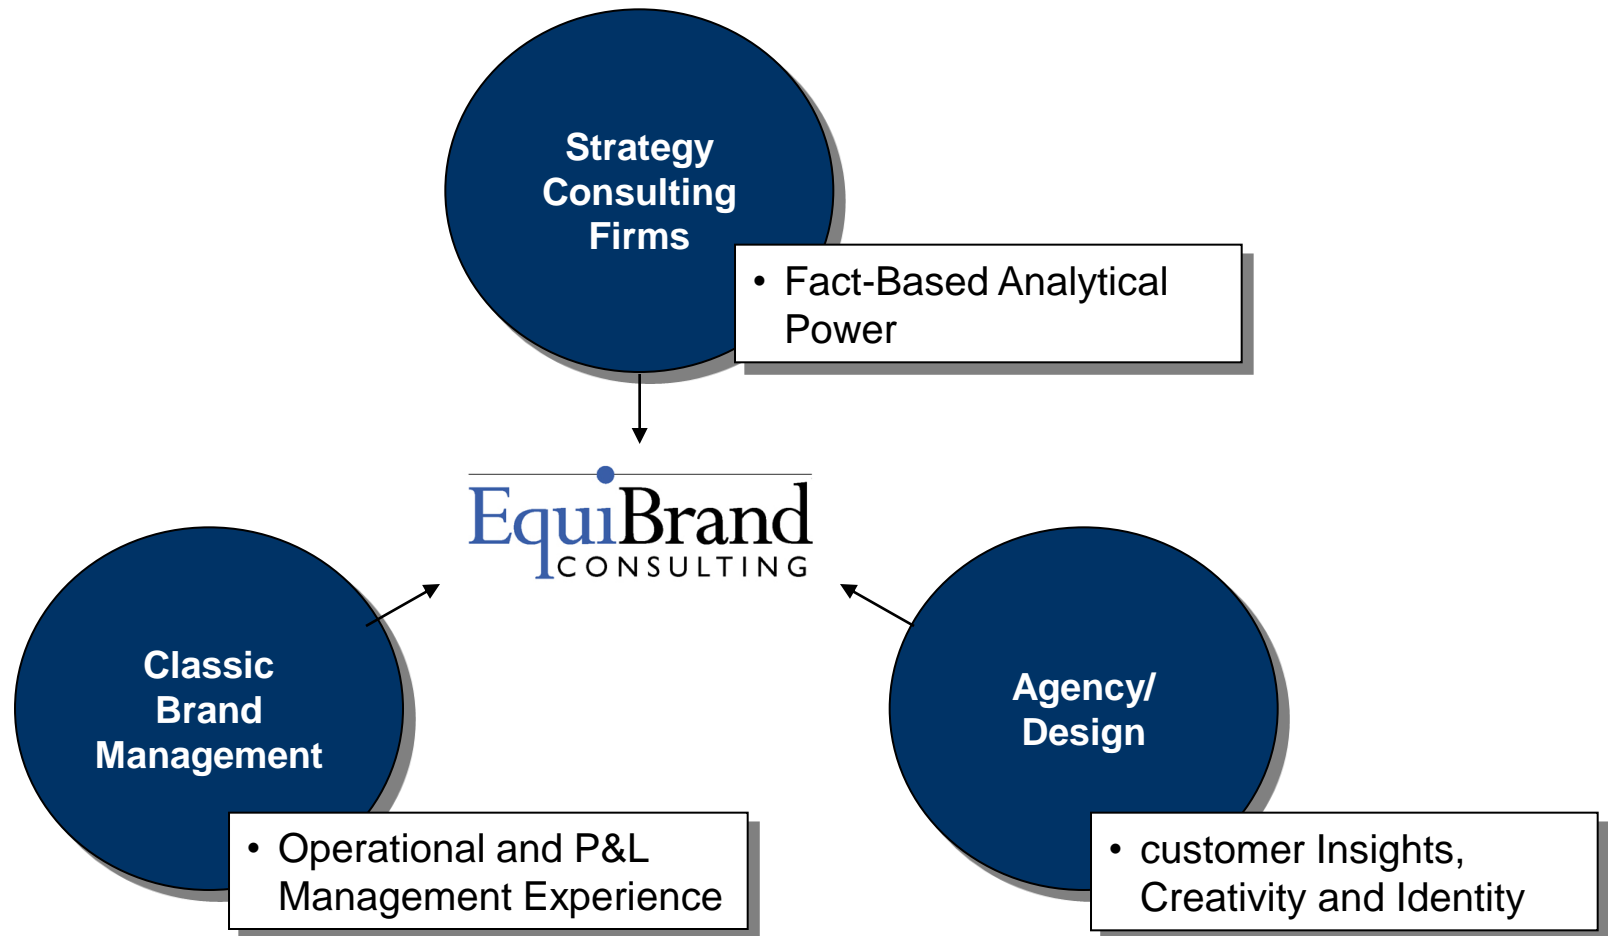 Strategy
Consulting
Firms
• Fact-Based Analytical
Power
EquiBrand
CONSULTING
Classic
Brand
Management
• Operational and P&L
Management Experience
Agency/
Design
• customer Insights,
Creativity and Identity